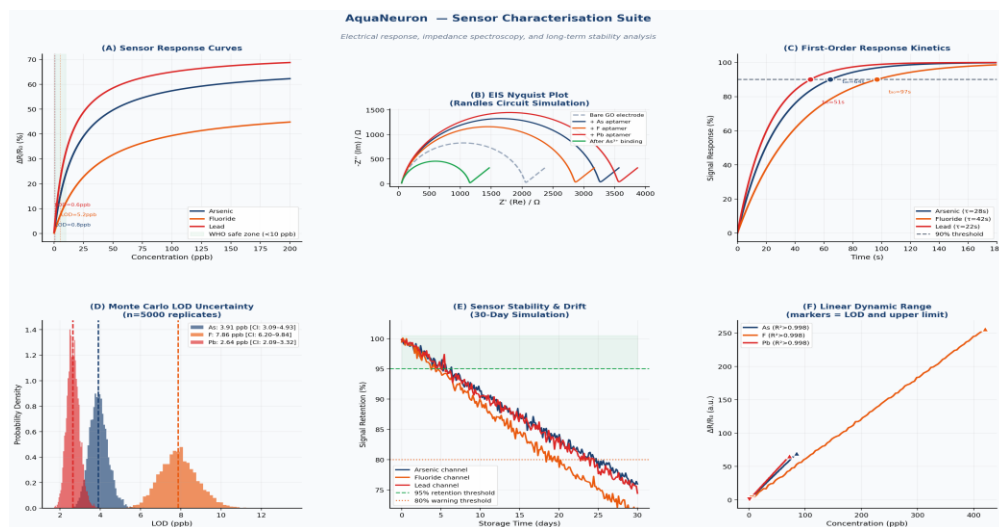 AquaNeuron — Sensor Characterisation Suite
Electrical response, impedance spectroscopy, and long-term stability analysis
(A) Sensor Response Curves
ΔR/R₀ (%)
70
60
50
40
30
20
10
0
LOD=0.8ppb
LOD=5.2ppb
Arsenic
Fluoride
Lead
WHO safe zone (<10 ppb)
0 25 50 75 100 125 150 175 200
Concentration (ppb)
(B) EIS Nyquist Plot
(Randles Circuit Simulation)
-Z'' (Im) / Ω
1500
1000
500
0
Bare GO electrode
+ As aptamer
+ F aptamer
+ Pb aptamer
After As³⁺ binding
0 500 1000 1500 2000 2500 3000 3500 4000
Z' (Re) / Ω
(C) First-Order Response Kinetics
Signal Response (%)
100
80
60
40
20
0
t₉₀=97s
t₉₀=51s
Arsenic (τ=28s)
Fluoride (τ=42s)
Lead (τ=22s)
90% threshold
0 20 40 60 80 100 120 140 160 180
Time (s)
(D) Monte Carlo LOD Uncertainty
(n=5000 replicates)
Probability Density
1.4
1.2
1.0
0.8
0.6
0.4
0.2
0.0
As: 3.91 ppb [CI: 3.09–4.93]
F: 7.86 ppb [CI: 6.20–9.84]
Pb: 2.64 ppb [CI: 2.09–3.32]
2 4 6 8 10 12
LOD (ppb)
(E) Sensor Stability & Drift
(30-Day Simulation)
Signal Retention (%)
100
95
90
85
80
75
Arsenic channel
Fluoride channel
Lead channel
95% retention threshold
80% warning threshold
0 5 10 15 20 25 30
Storage Time (days)
(F) Linear Dynamic Range
(markers = LOD and upper limit)
ΔR/R₀ (a.u.)
250
200
150
100
50
0
As (R²>0.998)
F (R²>0.998)
Pb (R²>0.998)
0 100 200 300 400
Concentration (ppb)